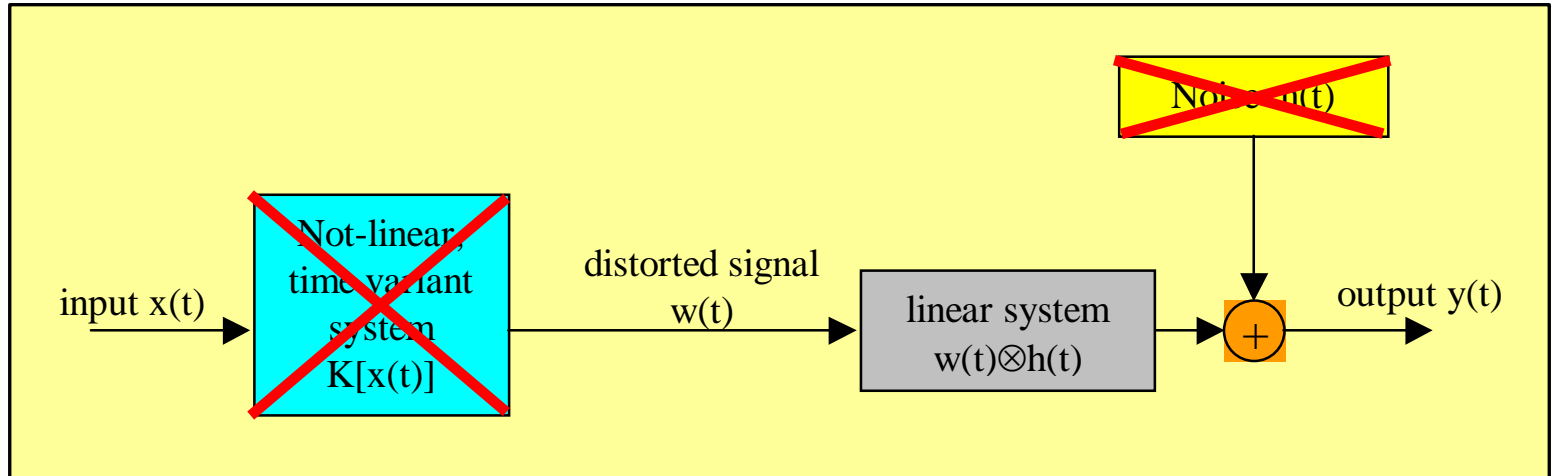 Not-linear,
time variant
system
K[x(t)]
input x(t)
distorted signal
w(t)
linear system
w(t)⊗h(t)
Noise n(t)
+
output y(t)